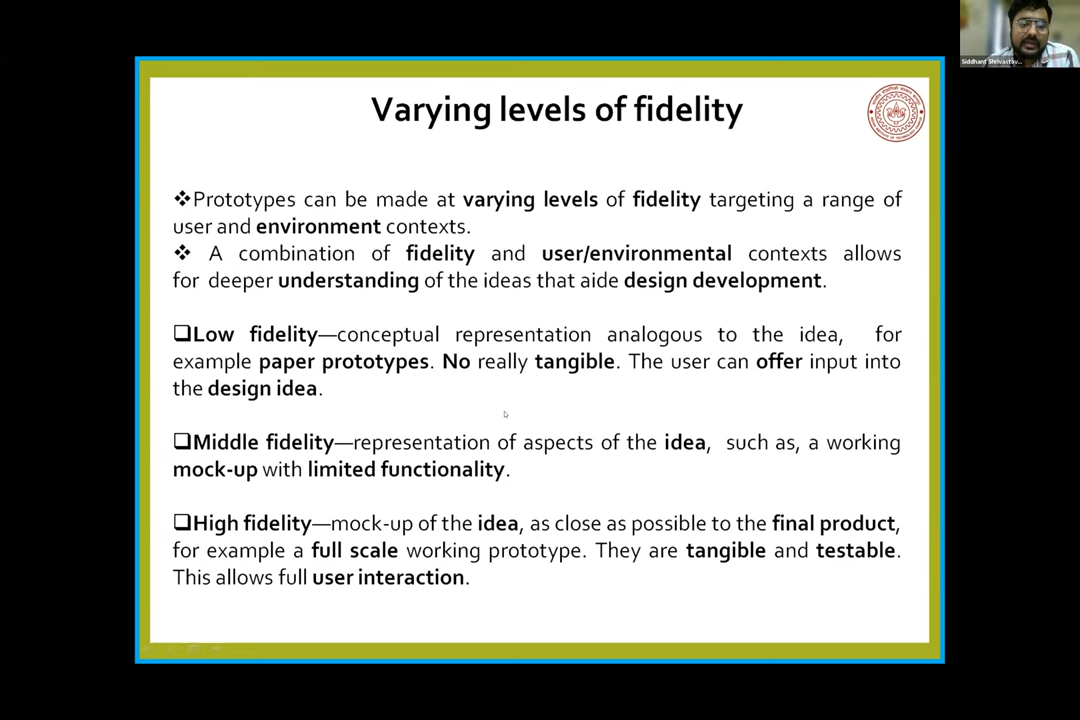 Siddhant Shrivastav...
Varying levels of fidelity
❖Prototypes can be made at varying levels of fidelity targeting a range of
user and environment contexts.
❖ A combination of fidelity and user/environmental contexts allows
for deeper understanding of the ideas that aide design development.
❑Low fidelity—conceptual representation analogous to the idea, for
example paper prototypes. No really tangible. The user can offer input into
the design idea.
❑Middle fidelity—representation of aspects of the idea, such as, a working
mock-up with limited functionality.
❑High fidelity—mock-up of the idea, as close as possible to the final product,
for example a full scale working prototype. They are tangible and testable.
This allows full user interaction.